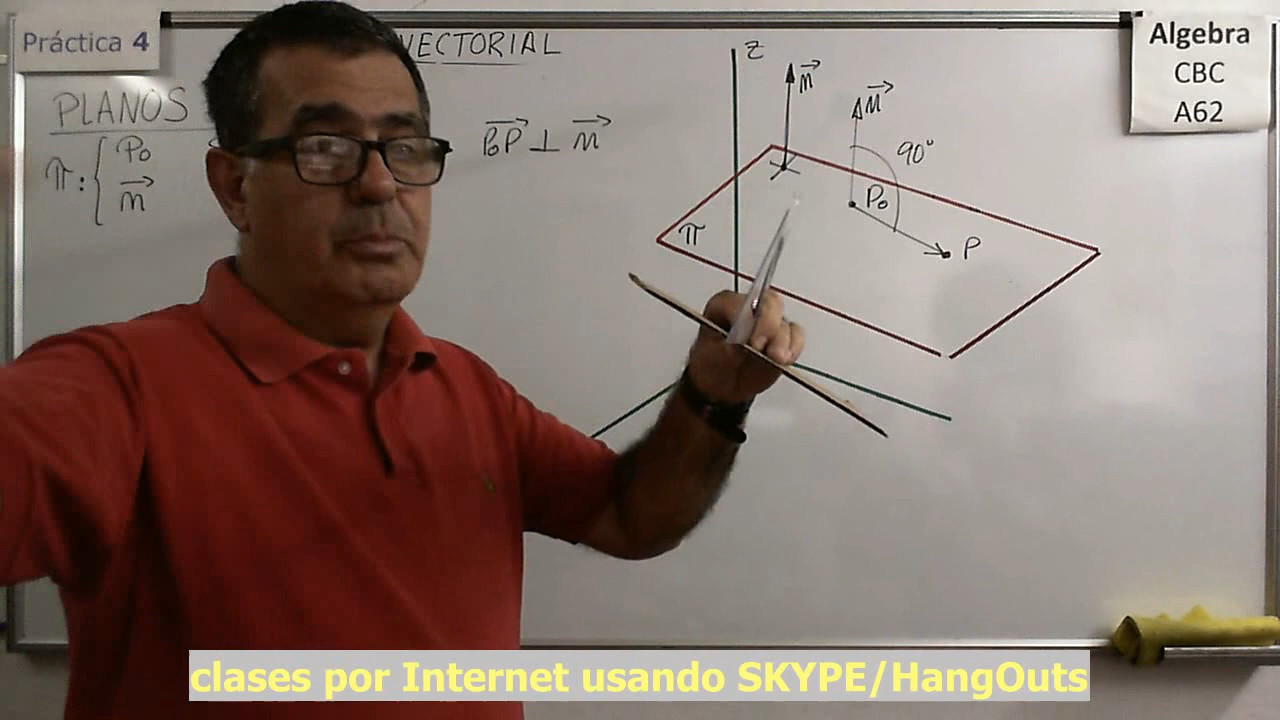 Práctica 4
VECTORIAL
Algebra
CBC
A62
PLANOS
π: { P₀
n⃗
P₀P⃗ ⊥ n⃗
z
n⃗
n⃗
90°
P₀
π
P
clases por Internet usando SKYPE/HangOuts